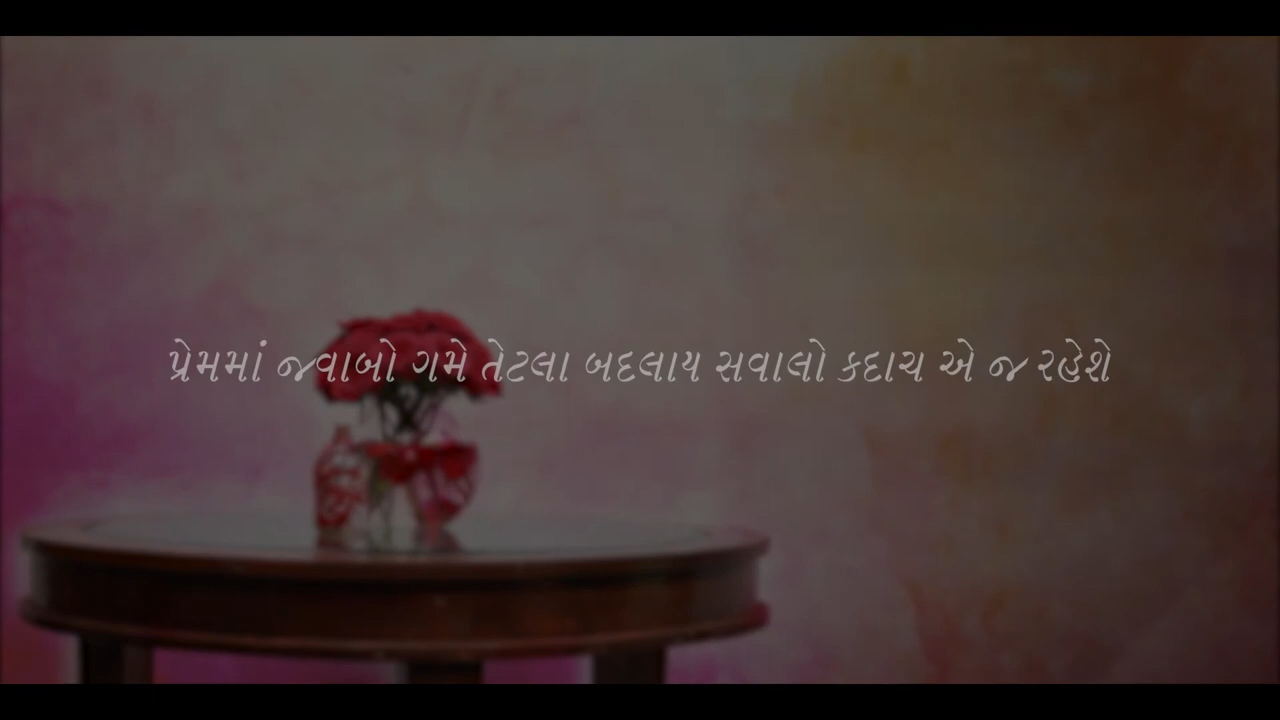 પ્રેમમાં જવાબો ગમે તેટલા બદલાય સવાલો કદાચ એ જ રહેશે